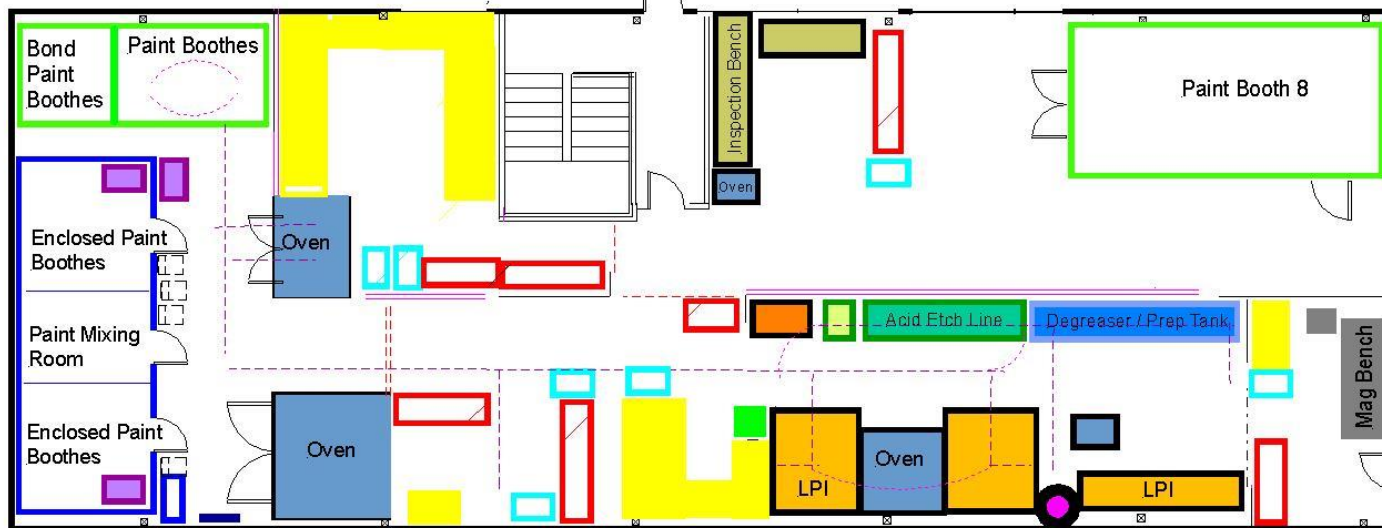 Bond
Paint
Boothes
Paint Boothes
Inspection Bench
Paint Booth 8
Oven
Enclosed Paint
Boothes
Oven
Paint Mixing
Room
Acid Etch Line
Degreaser / Prep Tank
Mag Bench
Enclosed Paint
Boothes
Oven
LPI
Oven
LPI